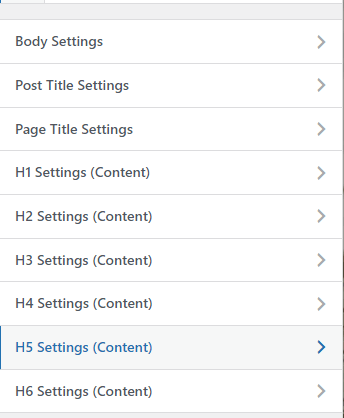 Body Settings
Post Title Settings
Page Title Settings
H1 Settings (Content)
H2 Settings (Content)
H3 Settings (Content)
H4 Settings (Content)
H5 Settings (Content)
H6 Settings (Content)